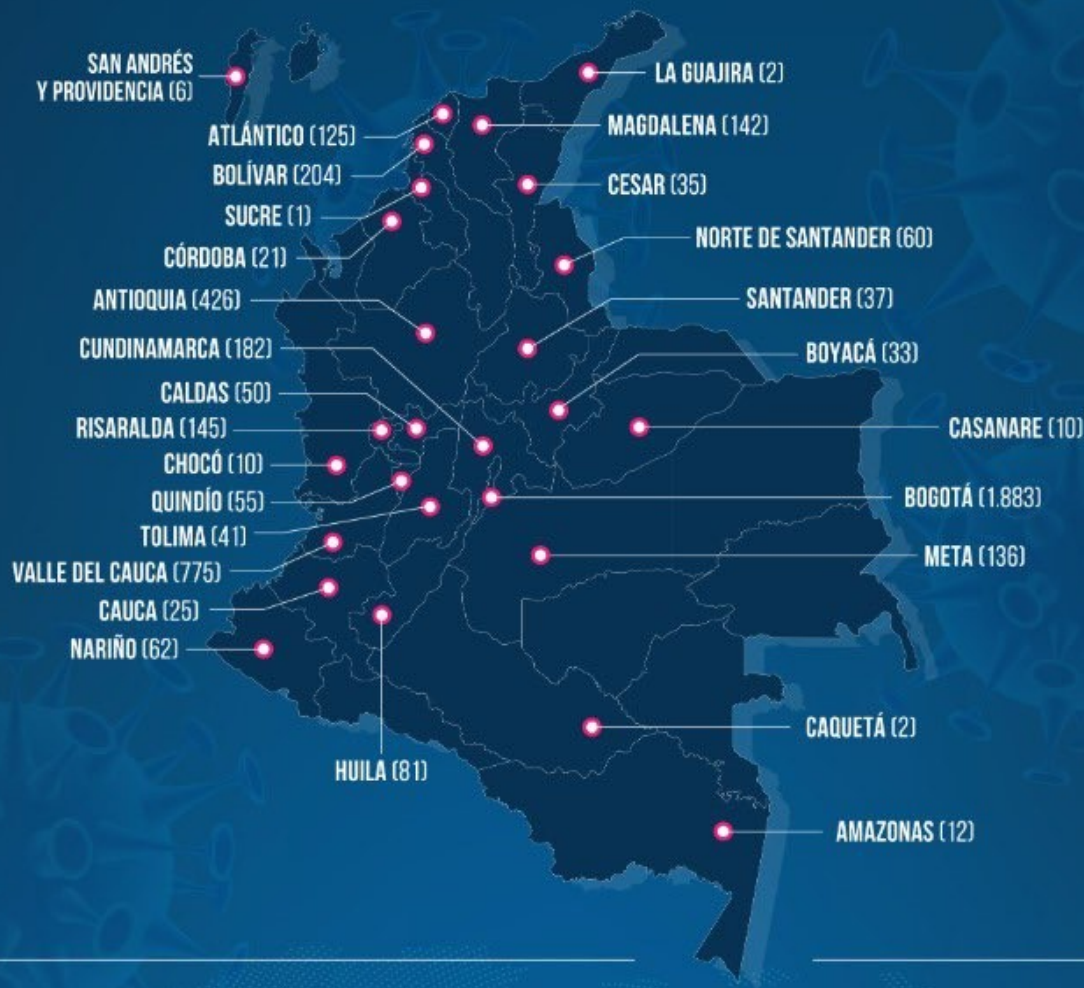 SAN ANDRÉS
Y PROVIDENCIA (6)
LA GUAJIRA (2)
ATLÁNTICO (125)
MAGDALENA (142)
BOLÍVAR (204)
CESAR (35)
SUCRE (1)
NORTE DE SANTANDER (60)
CÓRDOBA (21)
ANTIOQUIA (426)
SANTANDER (37)
CUNDINAMARCA (182)
BOYACÁ (33)
CALDAS (50)
RISARALDA (145)
CASANARE (10)
CHOCÓ (10)
QUINDÍO (55)
BOGOTÁ (1.883)
TOLIMA (41)
META (136)
VALLE DEL CAUCA (775)
CAUCA (25)
NARIÑO (62)
CAQUETÁ (2)
HUILA (81)
AMAZONAS (12)